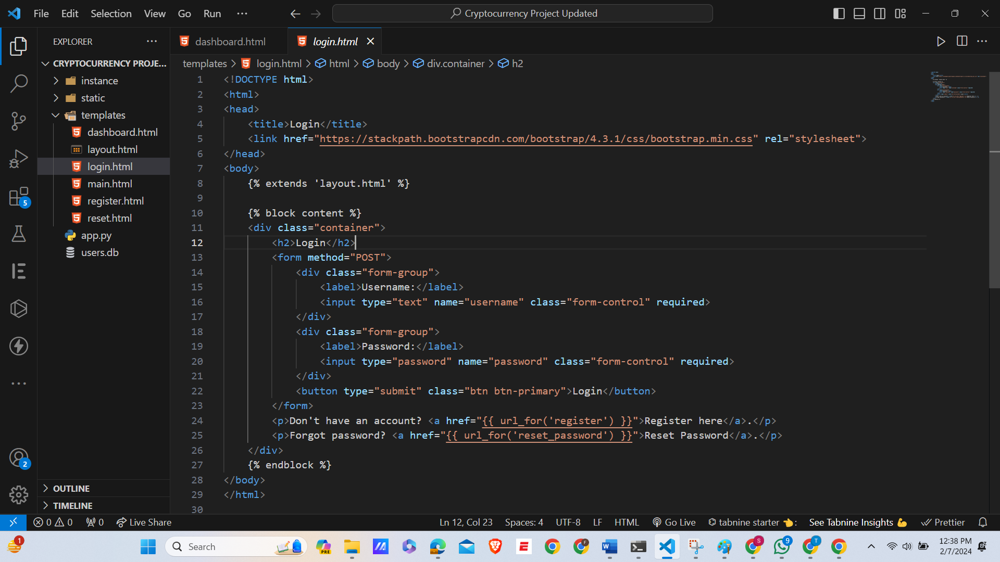 File Edit Selection View Go Run ··· Cryptocurrency Project Updated
EXPLORER ···
CRYPTOCURRENCY PROJE...
instance
static
templates
dashboard.html
layout.html
login.html
main.html
register.html
reset.html
app.py
users.db
OUTLINE
TIMELINE
5
2
dashboard.html login.html
templates > login.html > html > body > div.container > h2
1 <!DOCTYPE html>
2 <html>
3 <head>
4 <title>Login</title>
5 <link href="https://stackpath.bootstrapcdn.com/bootstrap/4.3.1/css/bootstrap.min.css" rel="stylesheet">
6 </head>
7 <body>
8 {% extends 'layout.html' %}
9
10 {% block content %}
11 <div class="container">
12 <h2>Login</h2>
13 <form method="POST">
14 <div class="form-group">
15 <label>Username:</label>
16 <input type="text" name="username" class="form-control" required>
17 </div>
18 <div class="form-group">
19 <label>Password:</label>
20 <input type="password" name="password" class="form-control" required>
21 </div>
22 <button type="submit" class="btn btn-primary">Login</button>
23 </form>
24 <p>Don't have an account? <a href="{{ url_for('register') }}">Register here</a>.</p>
25 <p>Forgot password? <a href="{{ url_for('reset_password') }}">Reset Password</a>.</p>
26 </div>
27 {% endblock %}
28 </body>
29 </html>
30
0 0 0 Live Share Ln 12, Col 23 Spaces: 4 UTF-8 LF HTML Go Live tabnine starter 👈: See Tabnine Insights 💪 Prettier
1 Search PRE F S 9 T 12:38 PM
2/7/2024